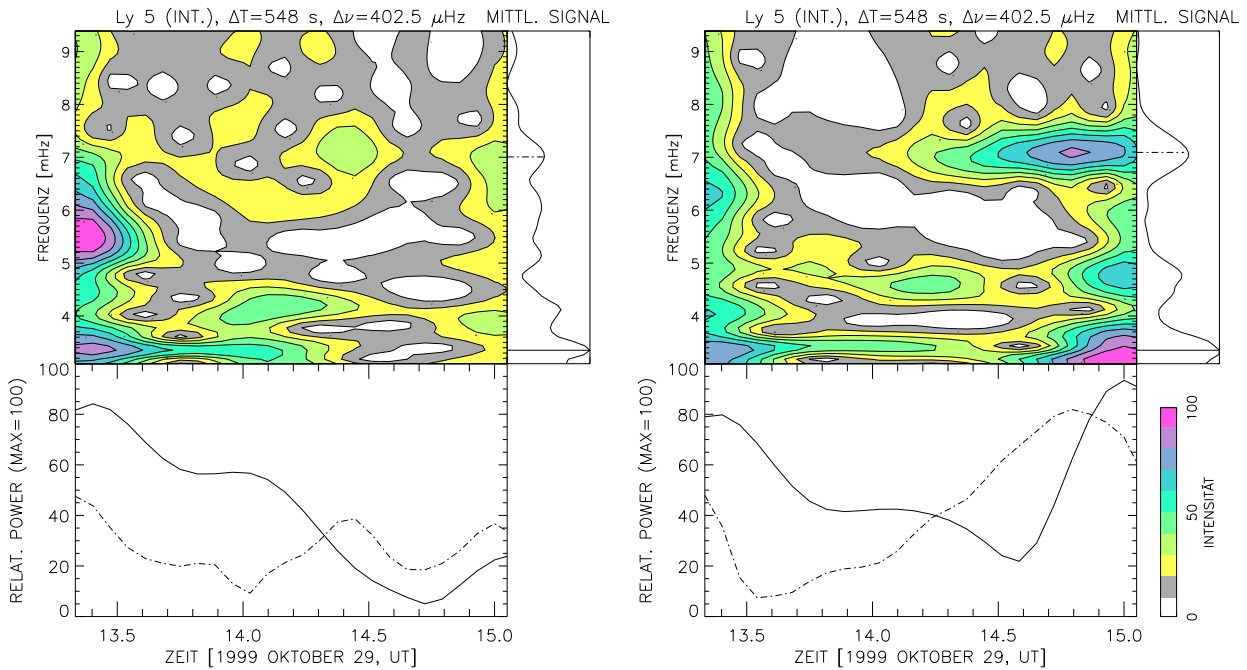 Ly 5 (INT.), ΔT=548 s, Δν=402.5 μHz MITTL. SIGNAL
9
8
7
6
5
4
FREQUENZ [mHz]
100
80
60
40
20
0
RELAT. POWER (MAX=100)
13.5 14.0 14.5 15.0
ZEIT [1999 OKTOBER 29, UT]
Ly 5 (INT.), ΔT=548 s, Δν=402.5 μHz MITTL. SIGNAL
9
8
7
6
5
4
FREQUENZ [mHz]
100
80
60
40
20
0
RELAT. POWER (MAX=100)
13.5 14.0 14.5 15.0
ZEIT [1999 OKTOBER 29, UT]
100
50
0
INTENSITÄT